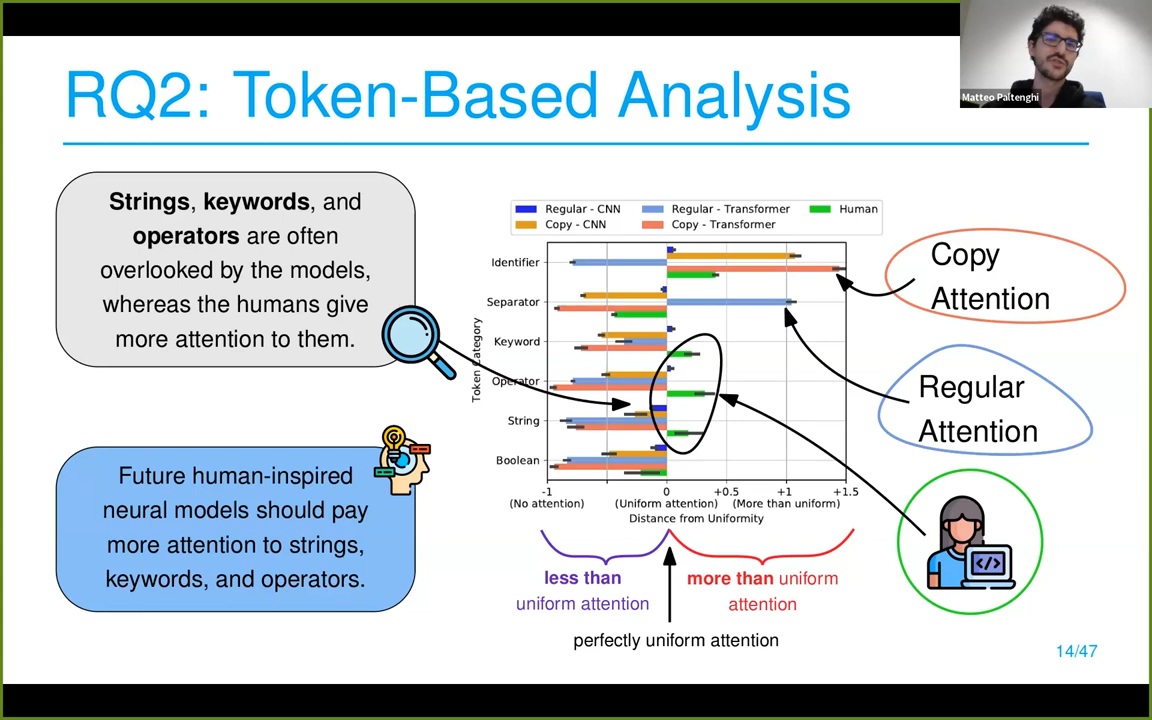 RQ2: Token-Based Analysis
Matteo Paltenghi
Strings, keywords, and
operators are often
overlooked by the models,
whereas the humans give
more attention to them.
Future human-inspired
neural models should pay
more attention to strings,
keywords, and operators.
Regular - CNN
Regular - Transformer
Human
Copy - CNN
Copy - Transformer
Token Category
Identifier
Separator
Keyword
Operator
String
Boolean
-1
0
+0.5
+1
+1.5
(No attention)
(Uniform attention)
(More than uniform)
Distance from Uniformity
less than
uniform attention
more than uniform
attention
perfectly uniform attention
Copy
Attention
Regular
Attention
</>
14/47